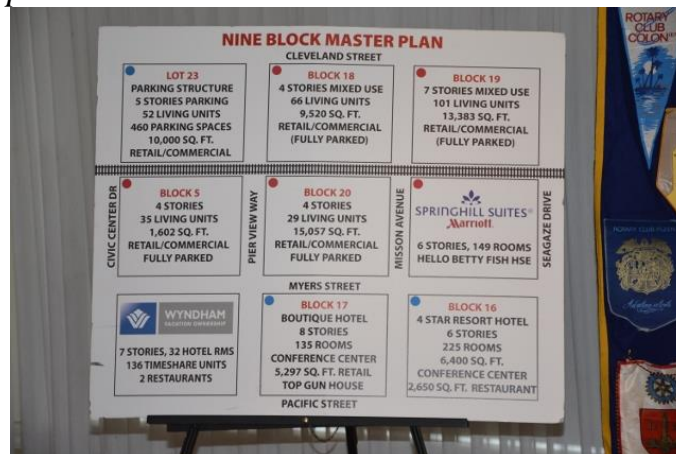 NINE BLOCK MASTER PLAN
CLEVELAND STREET
LOT 23
PARKING STRUCTURE
5 STORIES PARKING
52 LIVING UNITS
460 PARKING SPACES
10,000 SQ. FT.
RETAIL/COMMERCIAL
BLOCK 18
4 STORIES MIXED USE
66 LIVING UNITS
9,520 SQ. FT.
RETAIL/COMMERCIAL
(FULLY PARKED)
BLOCK 19
7 STORIES MIXED USE
101 LIVING UNITS
13,383 SQ. FT.
RETAIL/COMMERCIAL
(FULLY PARKED)
CIVIC CENTER DR
BLOCK 5
4 STORIES
35 LIVING UNITS
1,602 SQ. FT.
RETAIL/COMMERCIAL
FULLY PARKED
PIER VIEW WAY
BLOCK 20
4 STORIES
29 LIVING UNITS
15,057 SQ. FT.
RETAIL/COMMERCIAL
FULLY PARKED
MISSON AVENUE
SPRINGHILL SUITES®
Marriott
6 STORIES, 149 ROOMS
HELLO BETTY FISH HSE
SEAGAZE DRIVE
MYERS STREET
WYNDHAM
VACATION OWNERSHIP
7 STORIES, 32 HOTEL RMS
136 TIMESHARE UNITS
2 RESTAURANTS
BLOCK 17
BOUTIQUE HOTEL
8 STORIES
135 ROOMS
CONFERENCE CENTER
5,297 SQ. FT. RETAIL
TOP GUN HOUSE
BLOCK 16
4 STAR RESORT HOTEL
6 STORIES
225 ROOMS
6,400 SQ. FT.
CONFERENCE CENTER
2,650 SQ. FT. RESTAURANT
PACIFIC STREET
ROTARY
CLUB
COLON
ROTARY CLUB